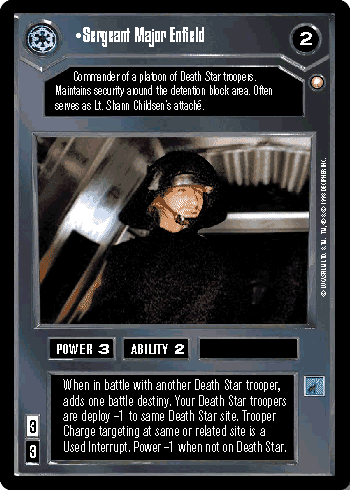 •Sergeant Major Enfield
2
Commander of a platoon of Death Star troopers.
Maintains security around the detention block area. Often
serves as Lt. Shann Childsen's attaché.
POWER 3
ABILITY 2
When in battle with another Death Star trooper,
adds one battle destiny. Your Death Star troopers
are deploy -1 to same Death Star site. Trooper
Charge targeting at same or related site is a
Used Interrupt. Power -1 when not on Death Star.
3
3